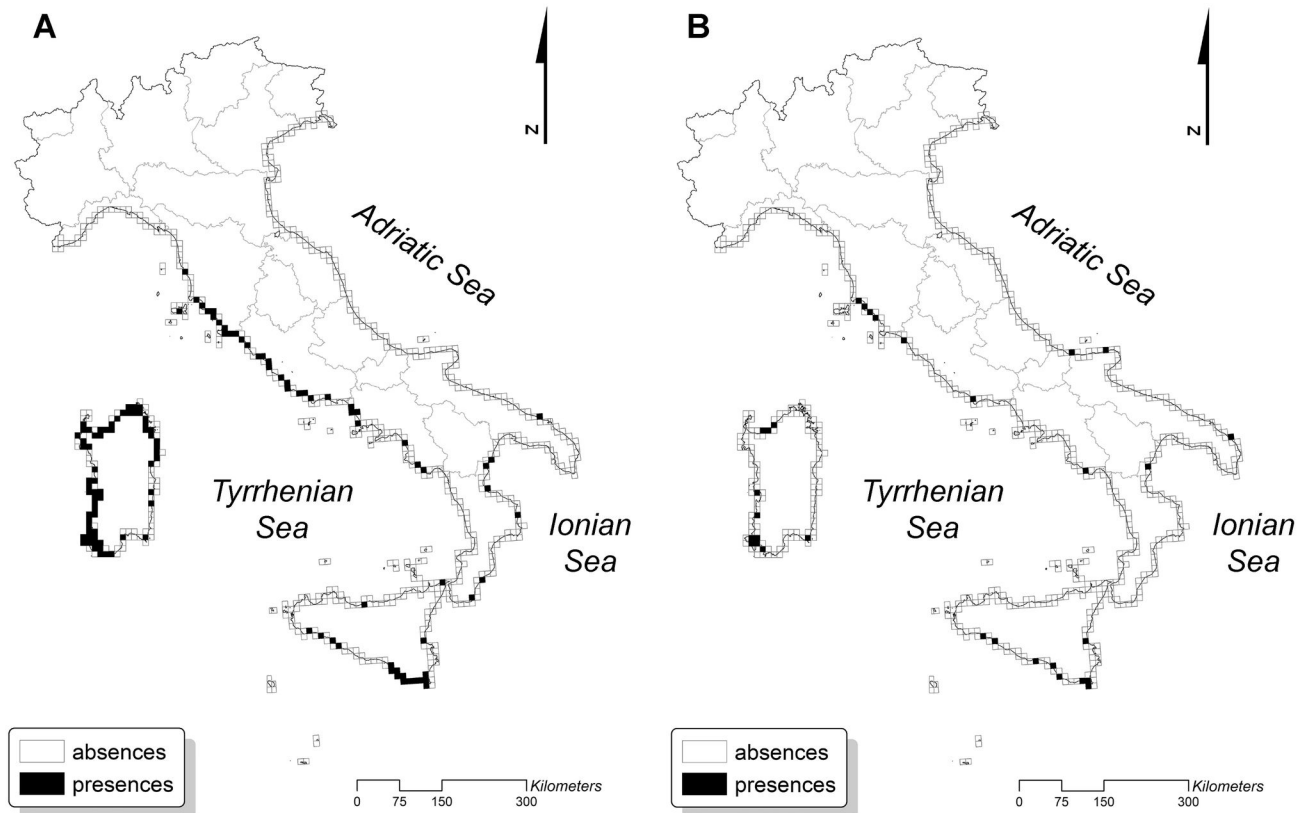 A
N
Adriatic Sea
Tyrrhenian
Sea
Ionian
Sea
absences
presences
Kilometers
0 75 150 300
B
N
Adriatic Sea
Tyrrhenian
Sea
Ionian
Sea
absences
presences
Kilometers
0 75 150 300